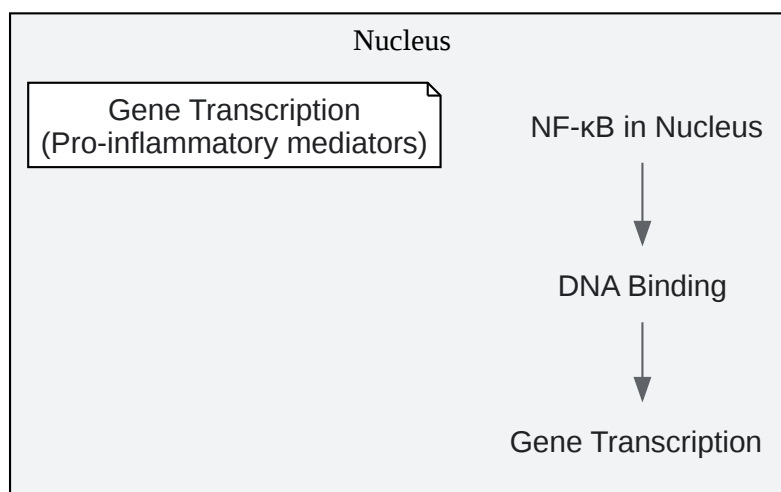 Nucleus
Gene Transcription
(Pro-inflammatory mediators)
NF-κB in Nucleus
DNA Binding
Gene Transcription